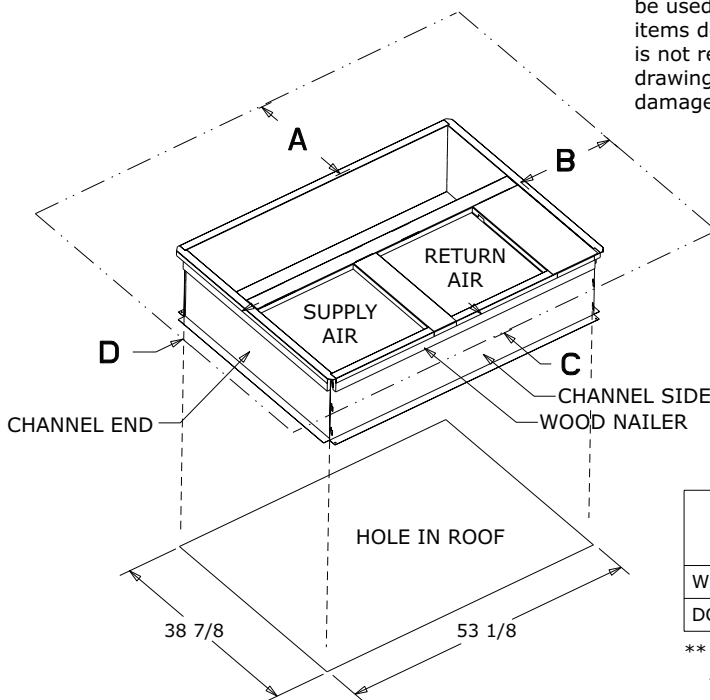 be used
items d
is not re
drawing
damage
A
B
RETURN
AIR
SUPPLY
AIR
D
C
CHANNEL SIDE
CHANNEL END
WOOD NAILER
HOLE IN ROOF
38 7/8
53 1/8
W
DO
**